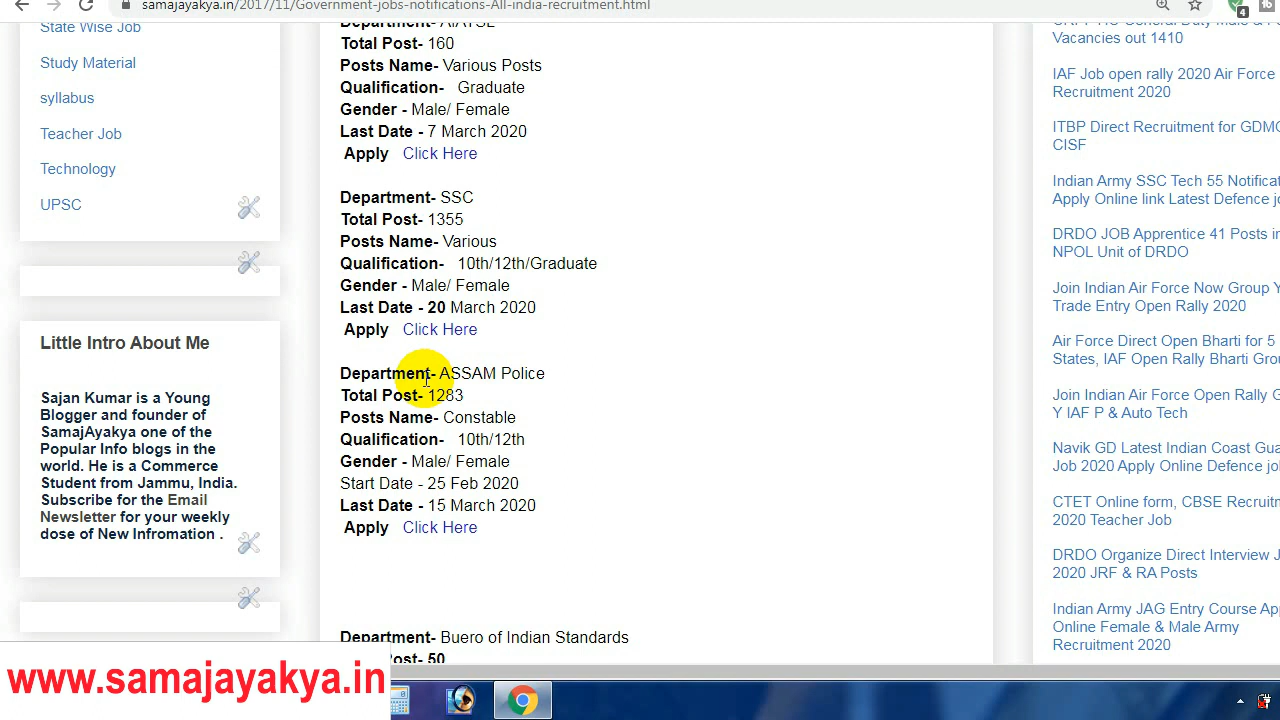 samajayakya.in/2017/11/Government-jobs-notifications-All-india-recruitment.html
4
State Wise Job
Study Material
syllabus
Teacher Job
Technology
UPSC
Little Intro About Me
Sajan Kumar is a Young
Blogger and founder of
SamajAyakya one of the
Popular Info blogs in the
world. He is a Commerce
Student from Jammu, India.
Subscribe for the Email
Newsletter for your weekly
dose of New Infromation .
Total Post- 160
Posts Name- Various Posts
Qualification- Graduate
Gender - Male/ Female
Last Date - 7 March 2020
Apply Click Here
Department- SSC
Total Post- 1355
Posts Name- Various
Qualification- 10th/12th/Graduate
Gender - Male/ Female
Last Date - 20 March 2020
Apply Click Here
Department- ASSAM Police
Total Post- 1283
Posts Name- Constable
Qualification- 10th/12th
Gender - Male/ Female
Start Date - 25 Feb 2020
Last Date - 15 March 2020
Apply Click Here
Department- Buero of Indian Standards
Post- 50
Vacancies out 1410
IAF Job open rally 2020 Air Force
Recruitment 2020
ITBP Direct Recruitment for GDMO
CISF
Indian Army SSC Tech 55 Notificat
Apply Online link Latest Defence jo
DRDO JOB Apprentice 41 Posts in
NPOL Unit of DRDO
Join Indian Air Force Now Group Y
Trade Entry Open Rally 2020
Air Force Direct Open Bharti for 5
States, IAF Open Rally Bharti Grou
Join Indian Air Force Open Rally G
Y IAF P & Auto Tech
Navik GD Latest Indian Coast Gua
Job 2020 Apply Online Defence jo
CTET Online form, CBSE Recruitm
2020 Teacher Job
DRDO Organize Direct Interview J
2020 JRF & RA Posts
Indian Army JAG Entry Course App
Online Female & Male Army
Recruitment 2020
www.samajayakya.in